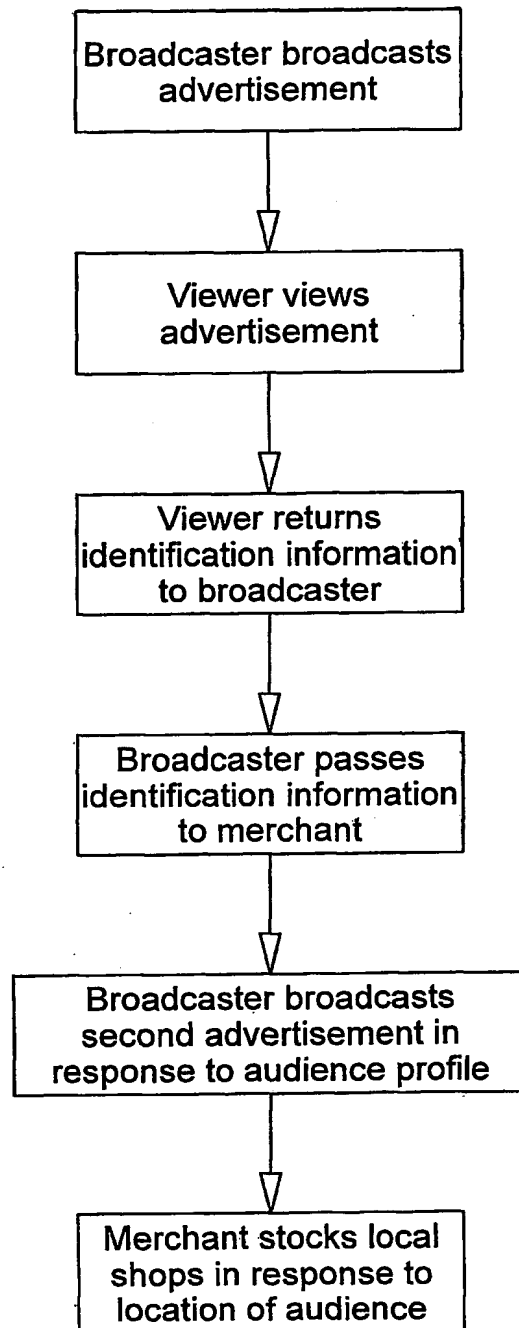 Broadcaster broadcasts
advertisement
Viewer views
advertisement
Viewer returns
identification information
to broadcaster
Broadcaster passes
identification information
to merchant
Broadcaster broadcasts
second advertisement in
response to audience profile
Merchant stocks local
shops in response to
location of audience